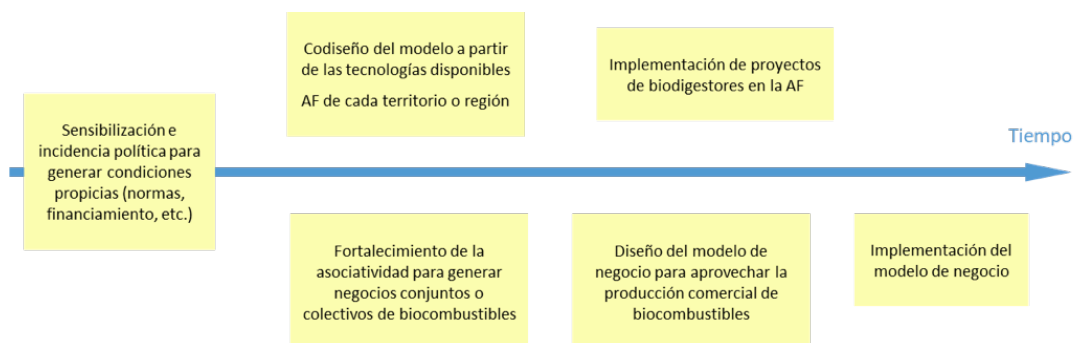 Codiseño del modelo a partir
de las tecnologías disponibles
AF de cada territorio o región
Implementación de proyectos
de biodigestores en la AF
Sensibilización e
incidencia política para
generar condiciones
propicias (normas,
financiamiento, etc.)
Tiempo
Fortalecimiento de la
asociatividad para generar
negocios conjuntos o
colectivos de biocombustibles
Diseño del modelo de
negocio para aprovechar la
producción comercial de
biocombustibles
Implementación del
modelo de negocio